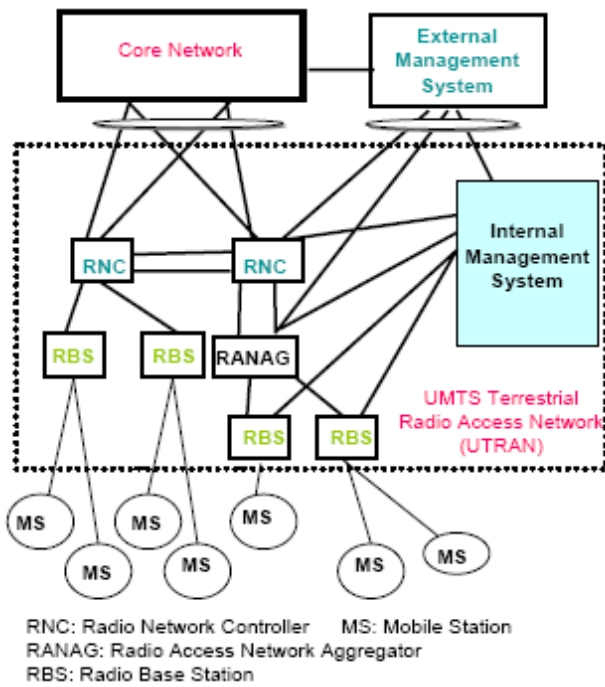 Core Network
External
Management
System
Internal
Management
System
RNC
RNC
RBS
RBS
RANAG
UMTS Terrestrial
Radio Access Network
(UTRAN)
RBS
RBS
MS
MS
MS
MS
MS
MS
MS
RNC: Radio Network Controller MS: Mobile Station
RANAG: Radio Access Network Aggregator
RBS: Radio Base Station